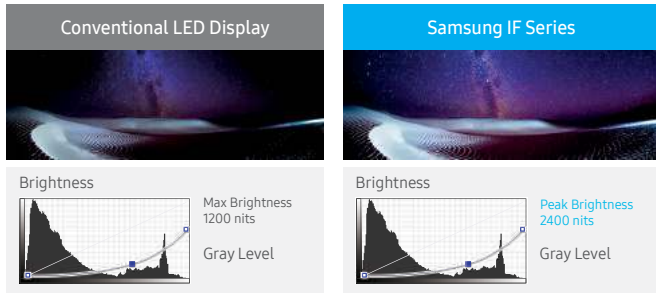 Conventional LED Display
Samsung IF Series
Brightness
Max Brightness
1200 nits
Gray Level
Brightness
Peak Brightness
2400 nits
Gray Level